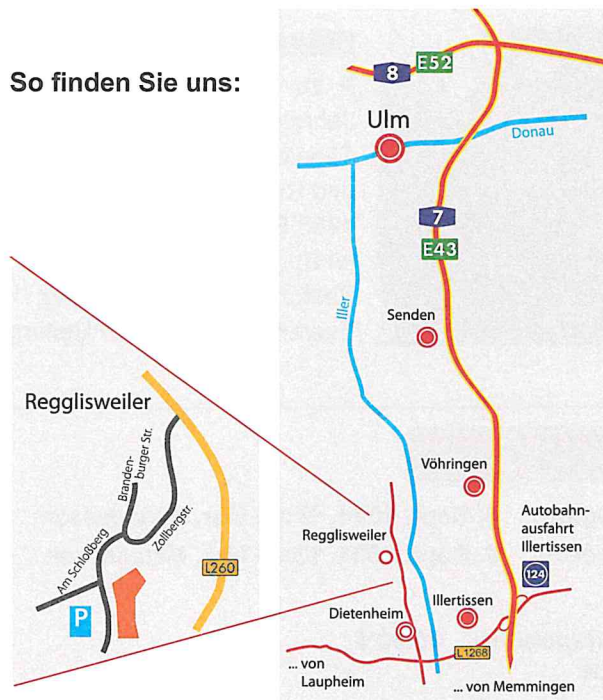 So finden Sie uns:
8
E52
Ulm
Donau
7
E43
Iller
Senden
Regglisweiler
Branden-
burger Str.
Zollbergstr.
Am Schloßberg
L260
P
Vöhringen
Autobahn-
ausfahrt
Illertissen
124
Regglisweiler
Dietenheim
Illertissen
L1268
... von
Laupheim
... von Memmingen